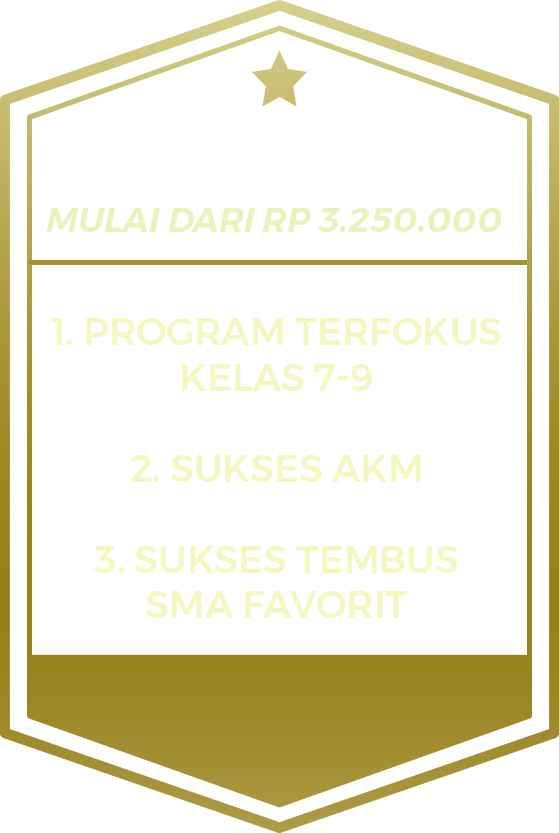 MULAI DARI RP 3.250.000
1. PROGRAM TERFOKUS
KELAS 7-9
2. SUKSES AKM
3. SUKSES TEMBUS
SMA FAVORIT